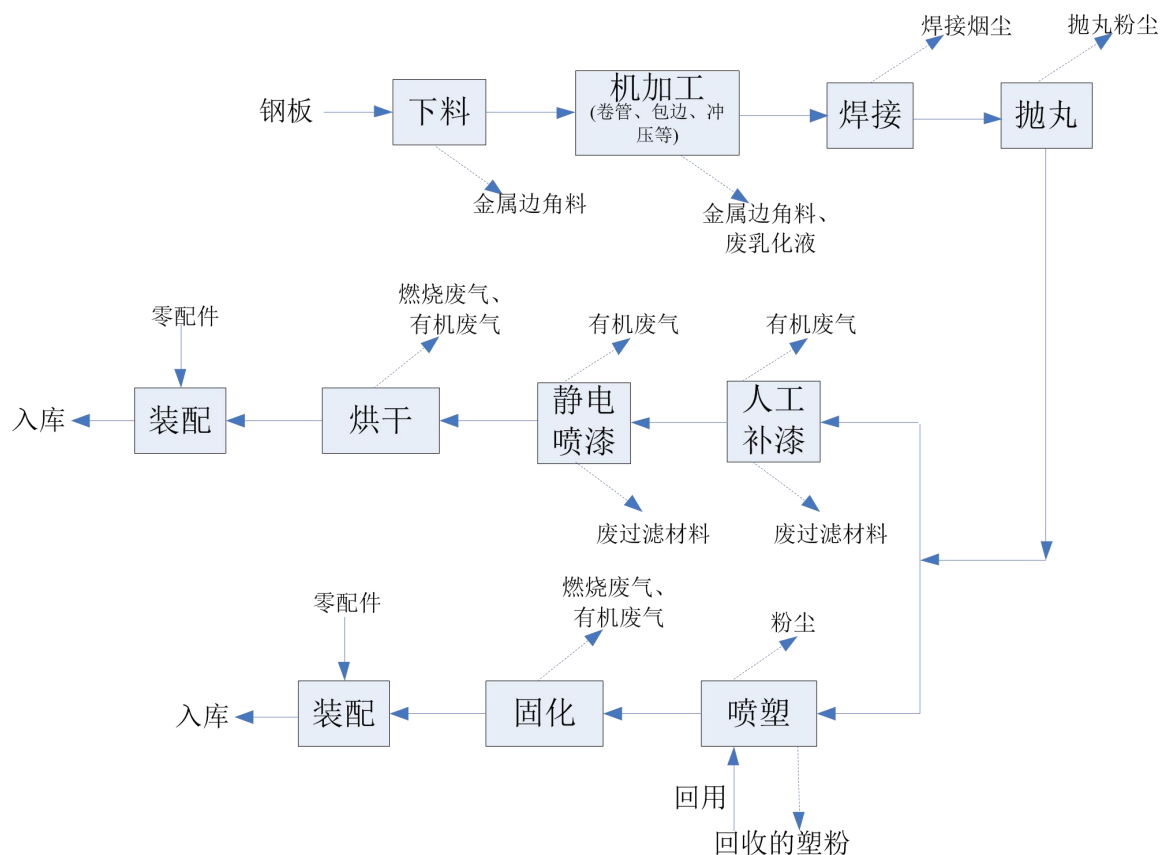 焊接烟尘
抛丸粉尘
钢板
下料
机加工
(卷管、包边、冲
压等)
焊接
抛丸
金属边角料
金属边角料、
废乳化液
零配件
燃烧废气、
有机废气
有机废气
有机废气
入库
装配
烘干
静电
喷漆
人工
补漆
废过滤材料
废过滤材料
零配件
燃烧废气、
有机废气
粉尘
入库
装配
固化
喷塑
回用
回收的塑粉